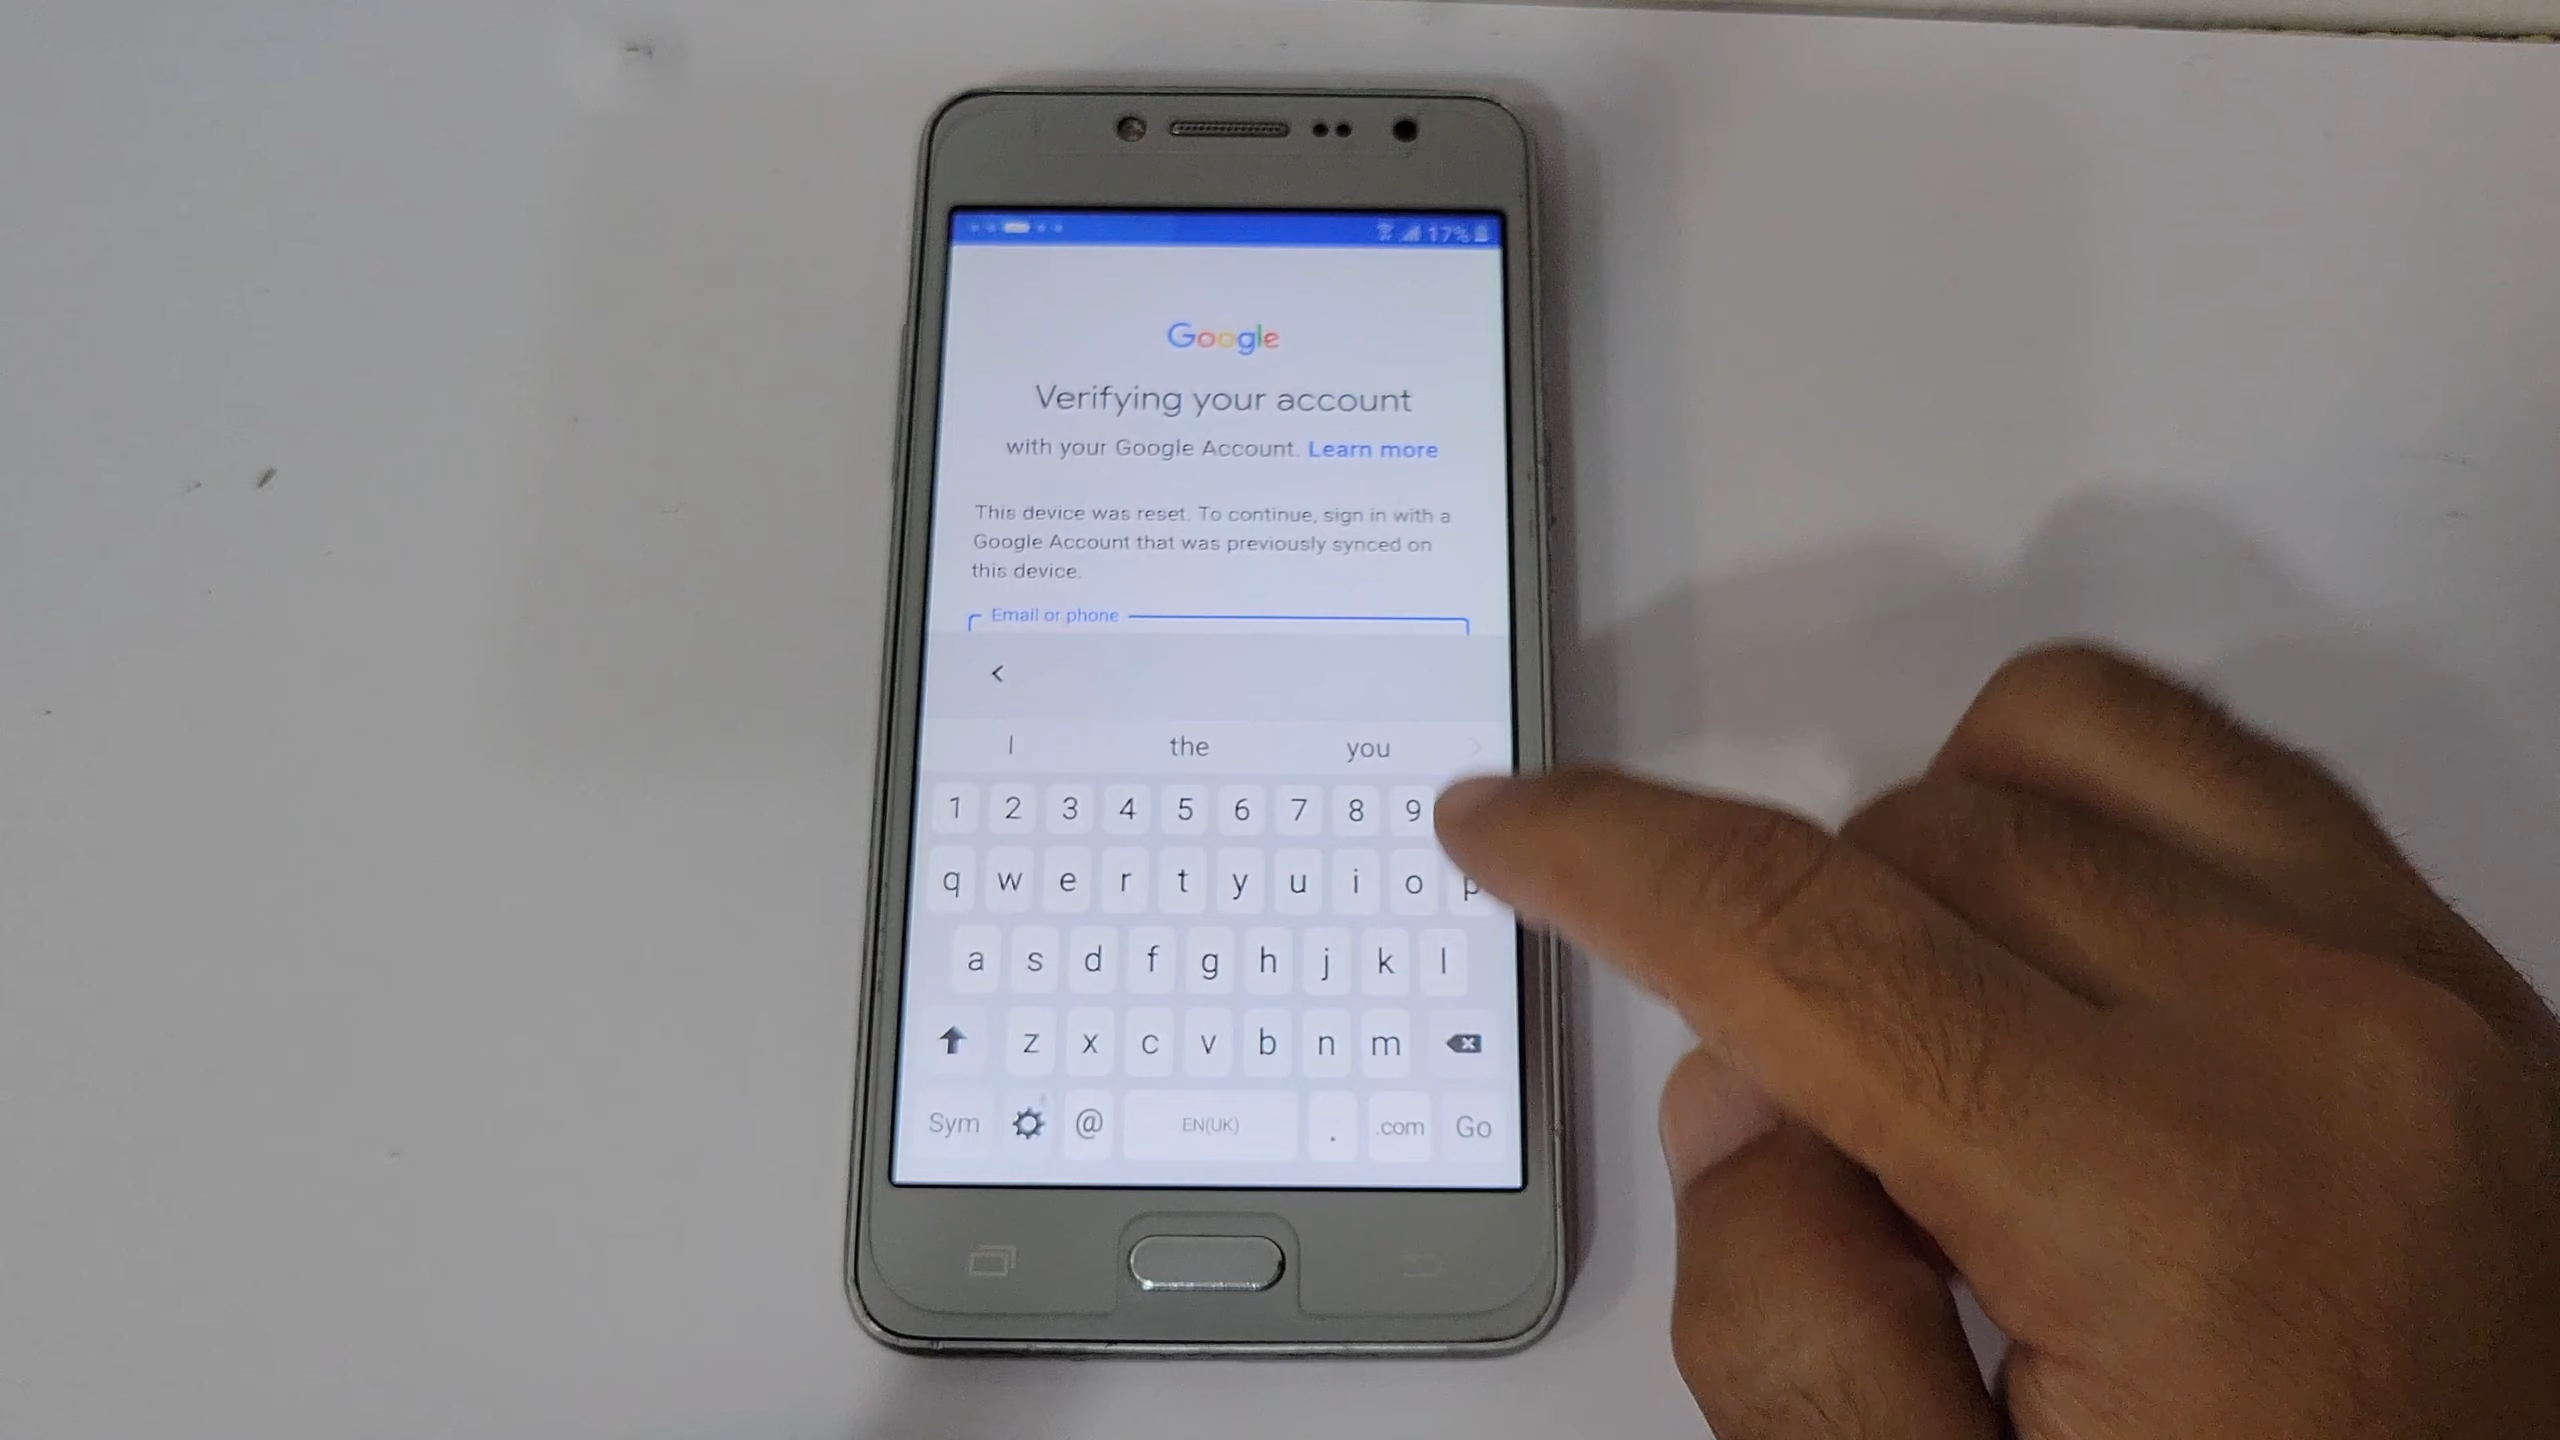 17%
Google
Verifying your account
with your Google Account. Learn more
This device was reset. To continue, sign in with a
Google Account that was previously synced on
this device.
Email or phone
<
I the you >
1 2 3 4 5 6 7 8 9
q w e r t y u i o p
a s d f g h j k l
z x c v b n m
Sym @ EN(UK) . .com Go